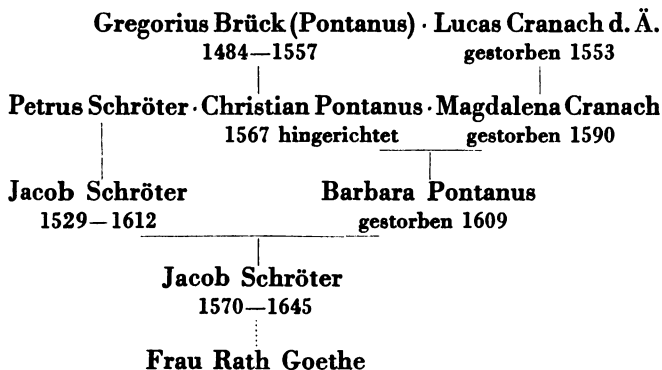 Gregorius Brück (Pontanus) · Lucas Cranach d. Ä.
1484—1557 gestorben 1553
Petrus Schröter · Christian Pontanus · Magdalena Cranach
1567 hingerichtet gestorben 1590
Jacob Schröter Barbara Pontanus
1529—1612 gestorben 1609
Jacob Schröter
1570—1645
Frau Rath Goethe